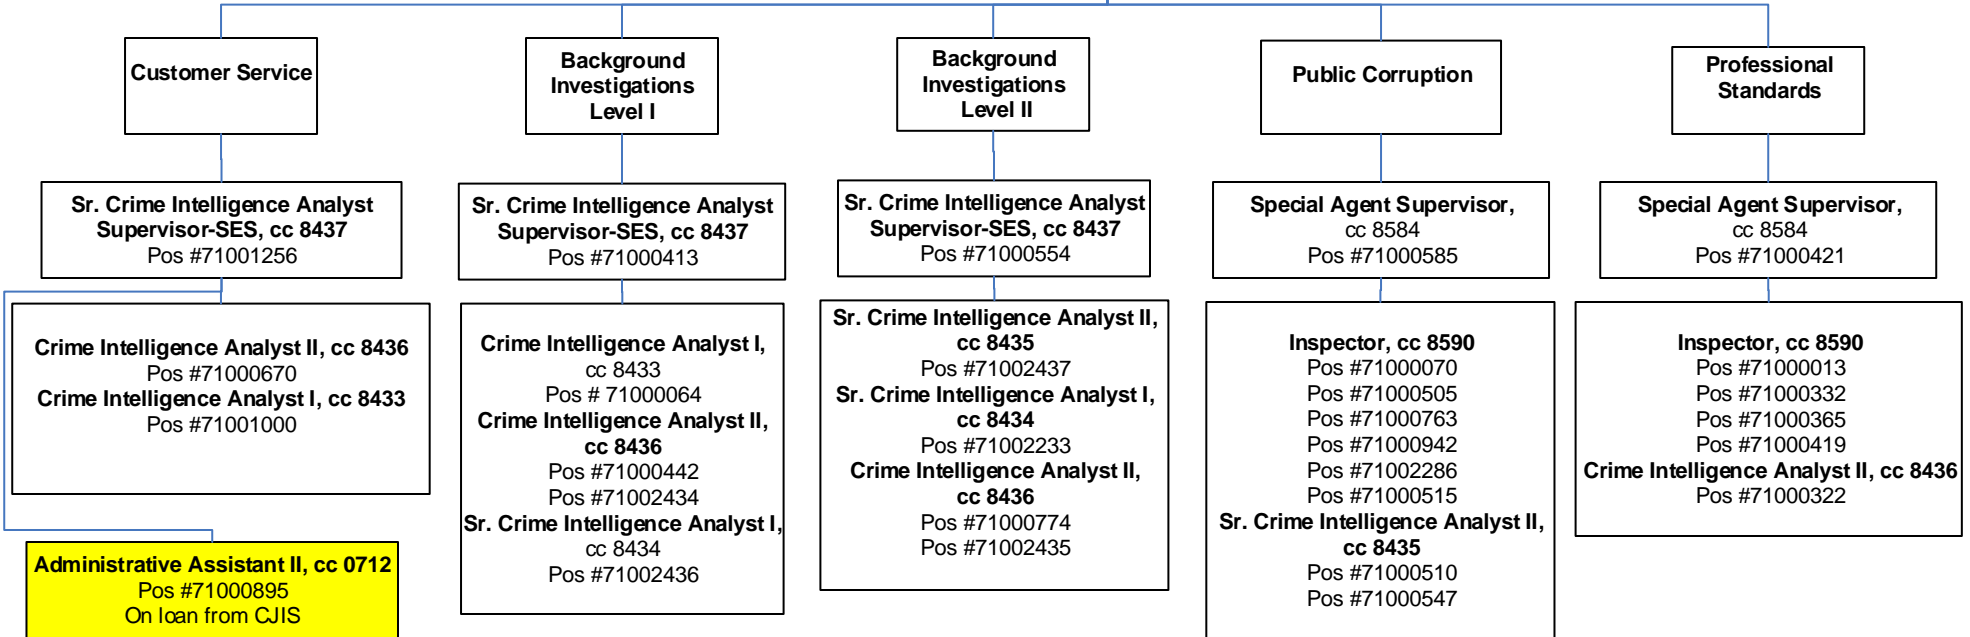 Customer Service
Background
Investigations
Level I
Background
Investigations
Level II
Public Corruption
Professional
Standards
Sr. Crime Intelligence Analyst
Supervisor-SES, cc 8437
Pos #71001256
Sr. Crime Intelligence Analyst
Supervisor-SES, cc 8437
Pos #71000413
Sr. Crime Intelligence Analyst
Supervisor-SES, cc 8437
Pos #71000554
Special Agent Supervisor,
cc 8584
Pos #71000585
Special Agent Supervisor,
cc 8584
Pos #71000421
Crime Intelligence Analyst II, cc 8436
Pos #71000670
Crime Intelligence Analyst I, cc 8433
Pos #71001000
Administrative Assistant II, cc 0712
Pos #71000895
On loan from CJIS
Crime Intelligence Analyst I,
cc 8433
Pos # 71000064
Crime Intelligence Analyst II,
cc 8436
Pos #71000442
Pos #71002434
Sr. Crime Intelligence Analyst I,
cc 8434
Pos #71002436
Sr. Crime Intelligence Analyst II,
cc 8435
Pos #71002437
Sr. Crime Intelligence Analyst I,
cc 8434
Pos #71002233
Crime Intelligence Analyst II,
cc 8436
Pos #71000774
Pos #71002435
Inspector, cc 8590
Pos #71000070
Pos #71000505
Pos #71000763
Pos #71000942
Pos #71002286
Pos #71000515
Sr. Crime Intelligence Analyst II,
cc 8435
Pos #71000510
Pos #71000547
Inspector, cc 8590
Pos #71000013
Pos #71000332
Pos #71000365
Pos #71000419
Crime Intelligence Analyst II, cc 8436
Pos #71000322